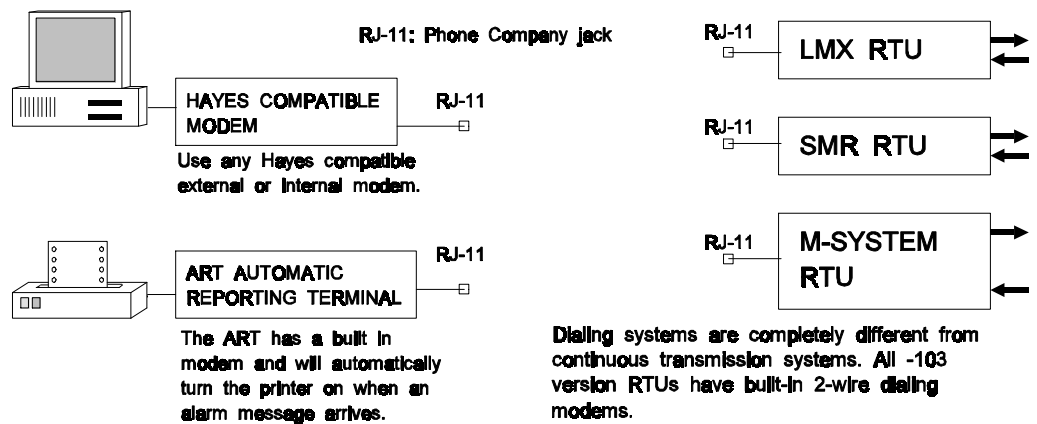 RJ-11: Phone Company jack
HAYES COMPATIBLE
MODEM
RJ-11
Use any Hayes compatible
external or internal modem.
ART AUTOMATIC
REPORTING TERMINAL
RJ-11
The ART has a built in
modem and will automatically
turn the printer on when an
alarm message arrives.
RJ-11
LMX RTU
RJ-11
SMR RTU
RJ-11
M-SYSTEM
RTU
Dialing systems are completely different from
continuous transmission systems. All -103
version RTUs have built-in 2-wire dialing
modems.